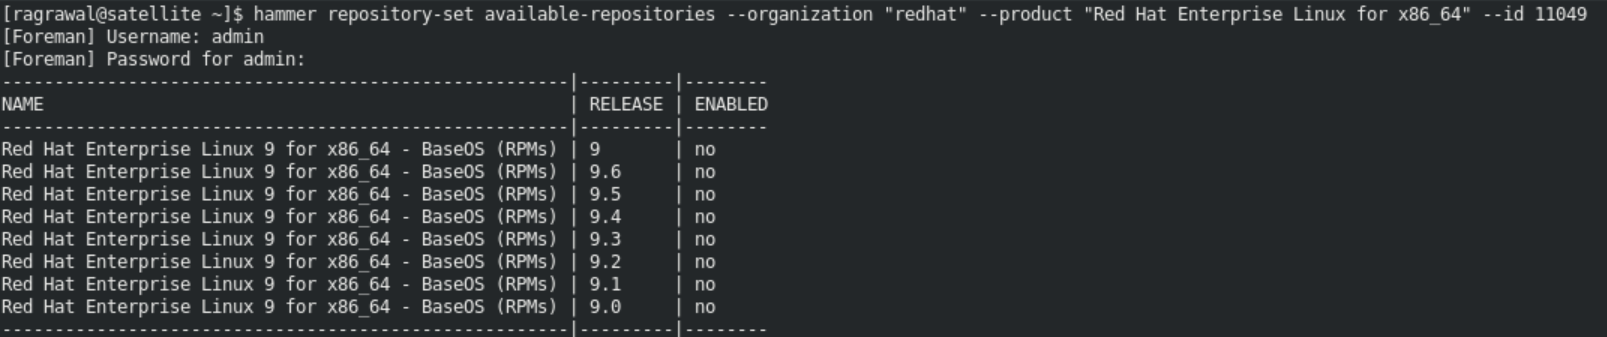 [ragrawal@satellite ~]$ hammer repository-set available-repositories --organization "redhat" --product "Red Hat Enterprise Linux for x86_64" --id 11049
[Foreman] Username: admin
[Foreman] Password for admin:
------------------------------------------------------|---------|--------
NAME                                                  | RELEASE | ENABLED
------------------------------------------------------|---------|--------
Red Hat Enterprise Linux 9 for x86_64 - BaseOS (RPMs) | 9       | no
Red Hat Enterprise Linux 9 for x86_64 - BaseOS (RPMs) | 9.6     | no
Red Hat Enterprise Linux 9 for x86_64 - BaseOS (RPMs) | 9.5     | no
Red Hat Enterprise Linux 9 for x86_64 - BaseOS (RPMs) | 9.4     | no
Red Hat Enterprise Linux 9 for x86_64 - BaseOS (RPMs) | 9.3     | no
Red Hat Enterprise Linux 9 for x86_64 - BaseOS (RPMs) | 9.2     | no
Red Hat Enterprise Linux 9 for x86_64 - BaseOS (RPMs) | 9.1     | no
Red Hat Enterprise Linux 9 for x86_64 - BaseOS (RPMs) | 9.0     | no
------------------------------------------------------|---------|--------